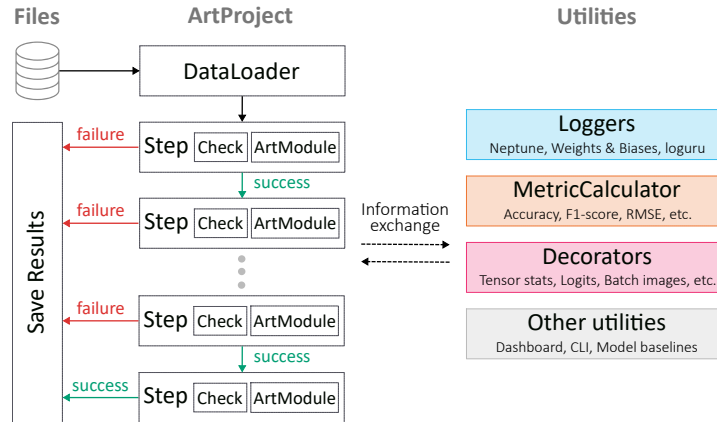 Files
ArtProject
Utilities
DataLoader
failure
Step Check ArtModule
success
failure
Step Check ArtModule
failure
Step Check ArtModule
success
success
Step Check ArtModule
Save Results
Information
exchange
Loggers
Neptune, Weights & Biases, loguru
MetricCalculator
Accuracy, F1-score, RMSE, etc.
Decorators
Tensor stats, Logits, Batch images, etc.
Other utilities
Dashboard, CLI, Model baselines